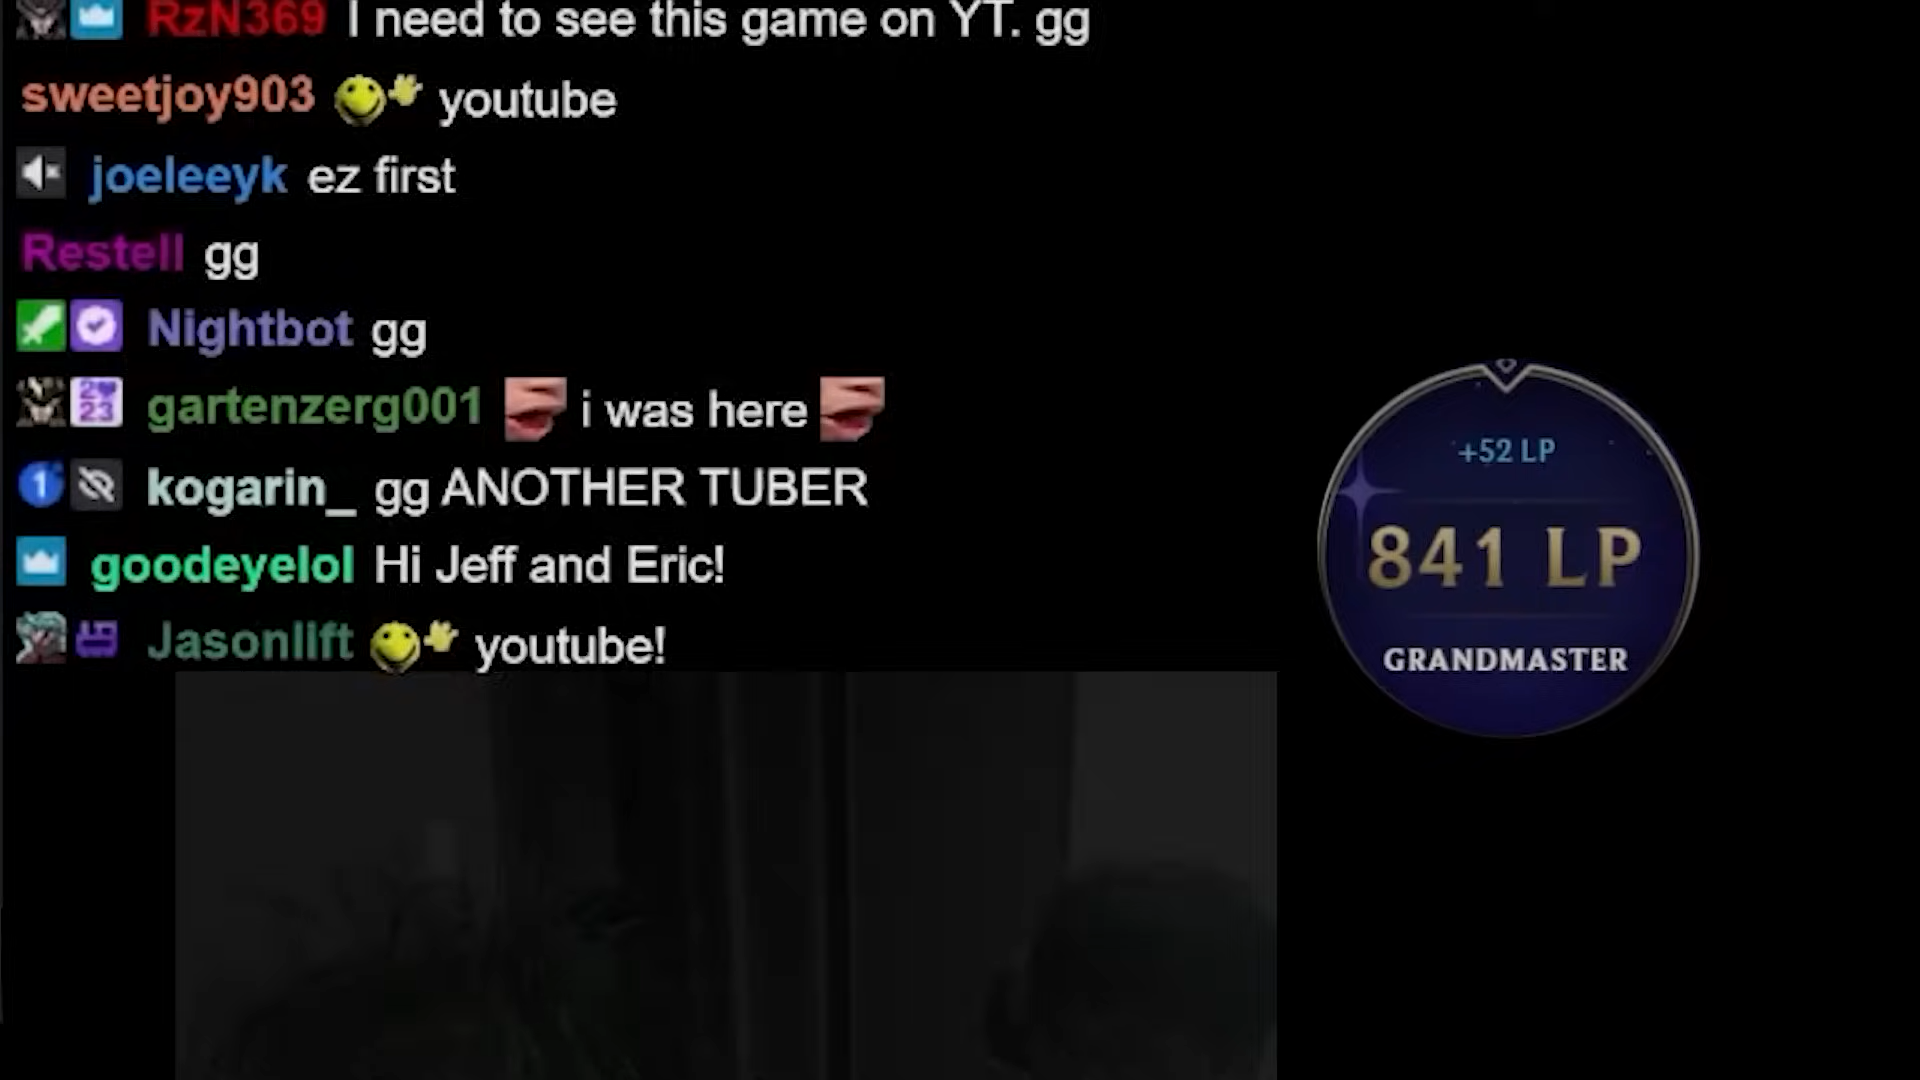 RzN369 I need to see this game on YT. gg
sweetjoy903 youtube
joeleeyk ez first
Restell gg
Nightbot gg
gartenzerg001 i was here
kogarin_ gg ANOTHER TUBER
goodeyelol Hi Jeff and Eric!
Jasonlift youtube!
+52 LP
841 LP
GRANDMASTER